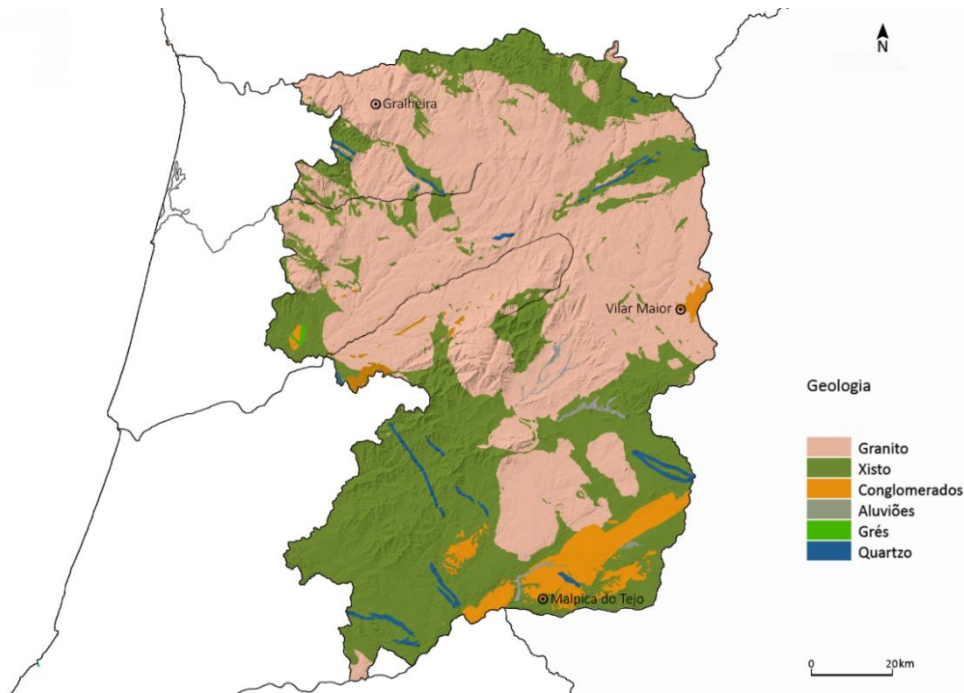 N
Gralheira
Vilar Maior
Geologia
Granito
Xisto
Conglomerados
Aluviões
Grés
Quartzo
Malpica do Tejo
0 20km